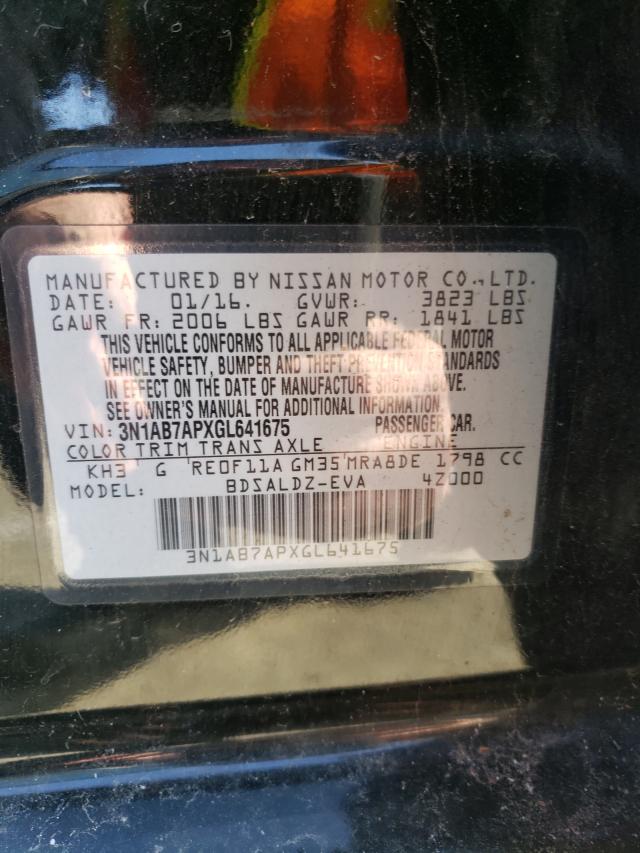 MANUFACTURED BY NISSAN MOTOR CO., LTD.
DATE: 01/16. GVWR: 3823 LBS
GAWR FR: 2006 LBS GAWR RR: 1841 LBS
THIS VEHICLE CONFORMS TO ALL APPLICABLE FEDERAL MOTOR
VEHICLE SAFETY, BUMPER AND THEFT PREVENTION STANDARDS
IN EFFECT ON THE DATE OF MANUFACTURE SHOWN ABOVE.
SEE OWNER'S MANUAL FOR ADDITIONAL INFORMATION.
VIN: 3N1AB7APXGL641675 PASSENGER CAR.
COLOR TRIM TRANS AXLE ENGINE
KH3 G RE0F11A GM35 MRA8DE 1798 CC
MODEL: BDSALDZ-EVA 4Z000
3N1AB7APXGL641675